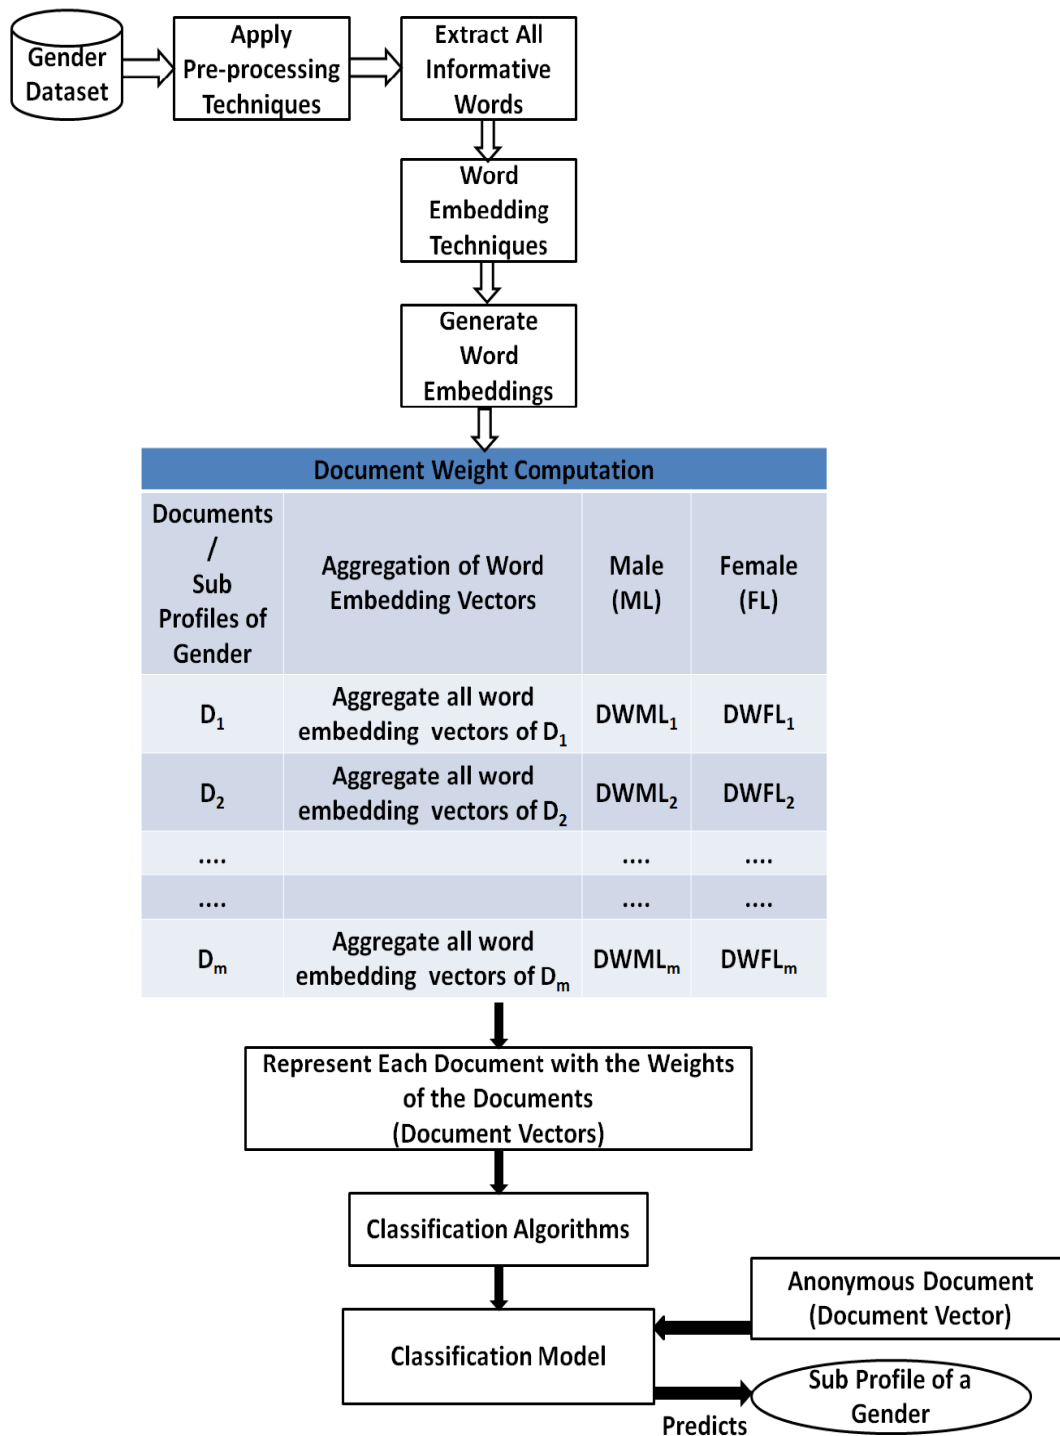 Gender
Dataset
Apply
Pre-processing
Techniques
Extract All
Informative
Words
Word
Embedding
Techniques
Generate
Word
Embeddings
Document Weight Computation
Documents
/
Sub
Profiles of
Gender
Aggregation of Word
Embedding Vectors
Male
(ML)
Female
(FL)
D₁
Aggregate all word
embedding vectors of D₁
DWML₁
DWFL₁
D₂
Aggregate all word
embedding vectors of D₂
DWML₂
DWFL₂
....
....
....
....
....
....
Dₘ
Aggregate all word
embedding vectors of Dₘ
DWMLₘ
DWFLₘ
Represent Each Document with the Weights
of the Documents
(Document Vectors)
Classification Algorithms
Anonymous Document
(Document Vector)
Classification Model
Predicts
Sub Profile of a
Gender